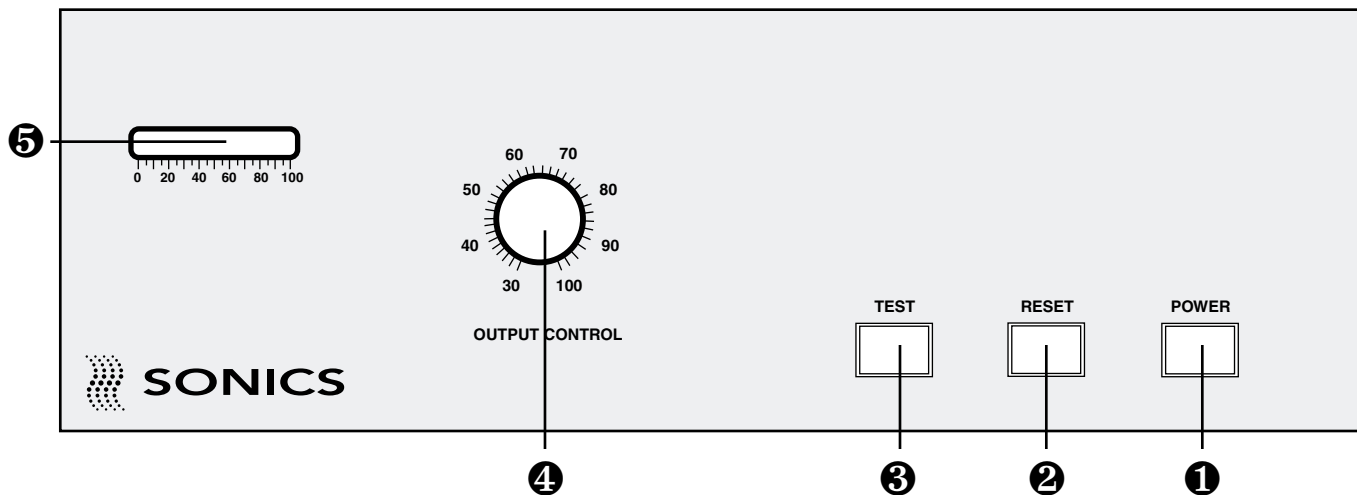 ❺
0 20 40 60 80 100
60 70
50 80
40 90
30 100
OUTPUT CONTROL
TEST RESET POWER
SONICS
❹ ❸ ❷ ❶